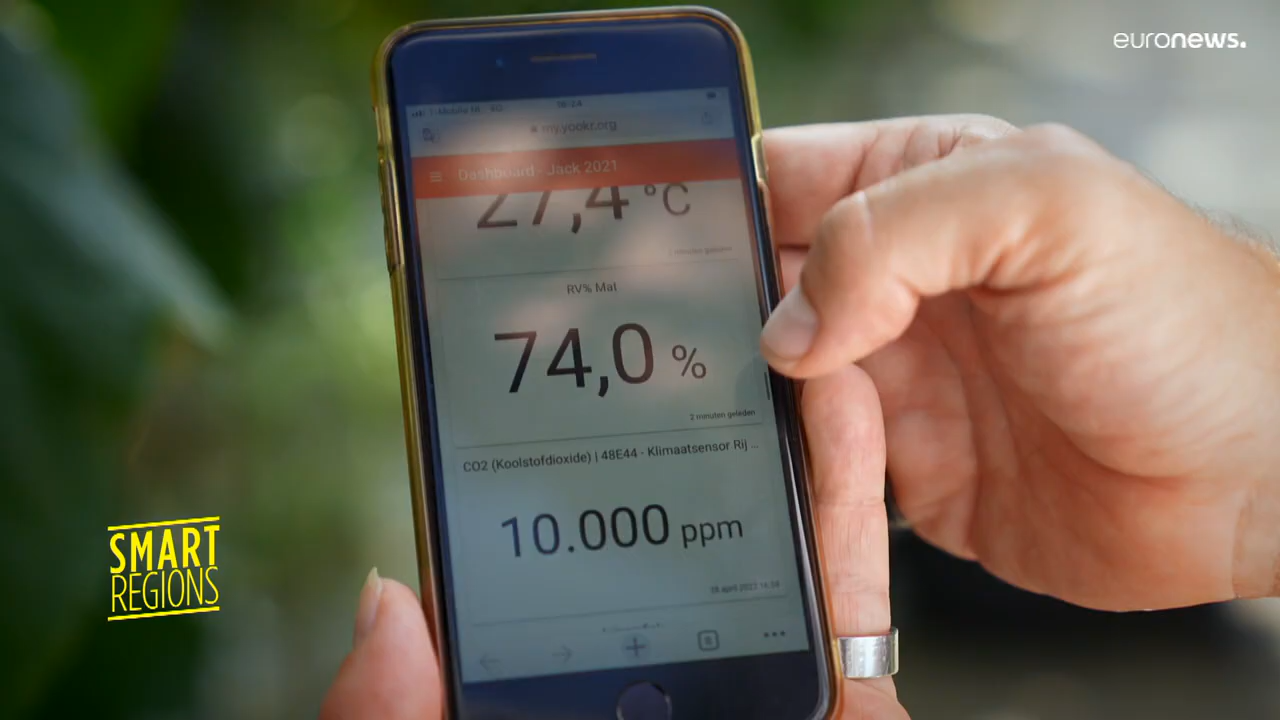 euronews.
my.yookr.org
Dashboard - Jack 2021
27,4 °C
RV% Mat
74,0 %
2 minuten geleden
CO2 (Koolstofdioxide) | 48E44 - Klimaatsensor Rij ...
10.000 ppm
SMART
REGIONS